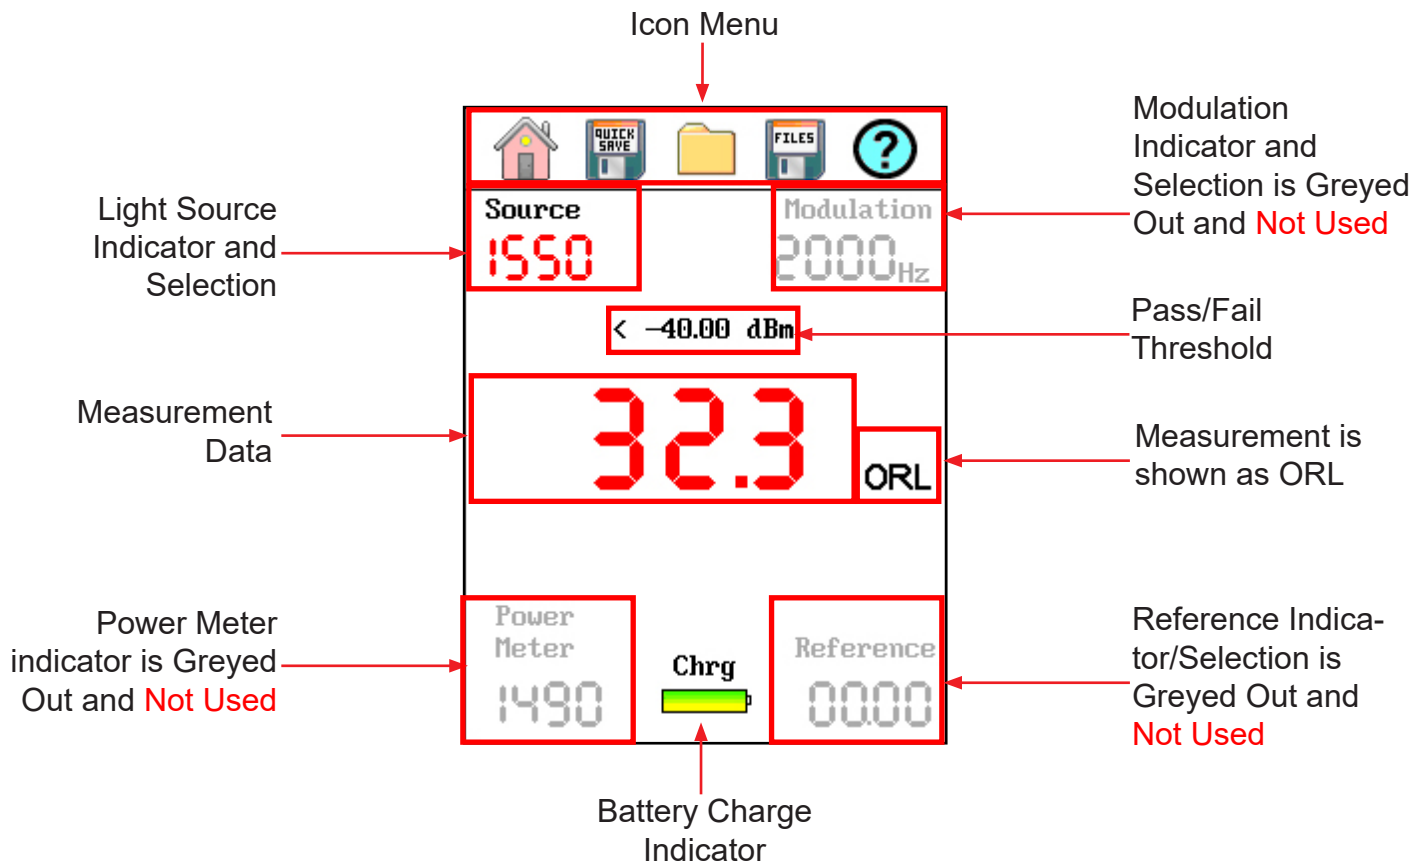 Icon Menu
QUICK
SAVE
FILES
?
Light Source
Indicator and
Selection
Source
1550
Modulation
2000Hz
Modulation
Indicator and
Selection is Greyed
Out and Not Used
< -40.00 dBm
Pass/Fail
Threshold
Measurement
Data
32.3
ORL
Measurement is
shown as ORL
Power Meter
indicator is Greyed
Out and Not Used
Power
Meter
1490
Chrg
Reference
00.00
Reference Indica-
tor/Selection is
Greyed Out and
Not Used
Battery Charge
Indicator